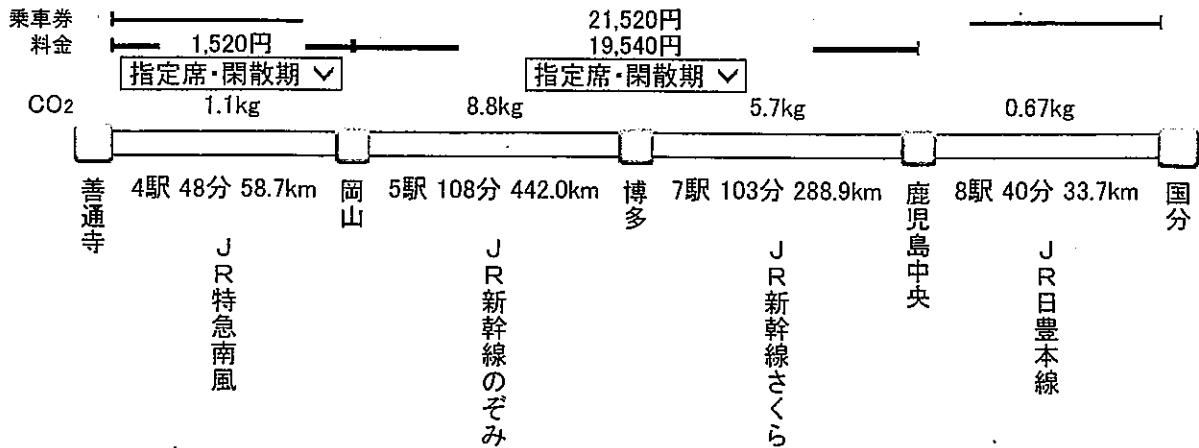 乗車券 21,520円
料金 1,520円 19,540円
指定席・閑散期 指定席・閑散期
CO2 1.1kg 8.8kg 5.7kg 0.67kg
善通寺 4駅 48分 58.7km 岡山 5駅 108分 442.0km 博多 7駅 103分 288.9km 鹿児島中央 8駅 40分 33.7km 国分
JR特急南風
JR新幹線のぞみ
JR新幹線さくら
JR日豊本線